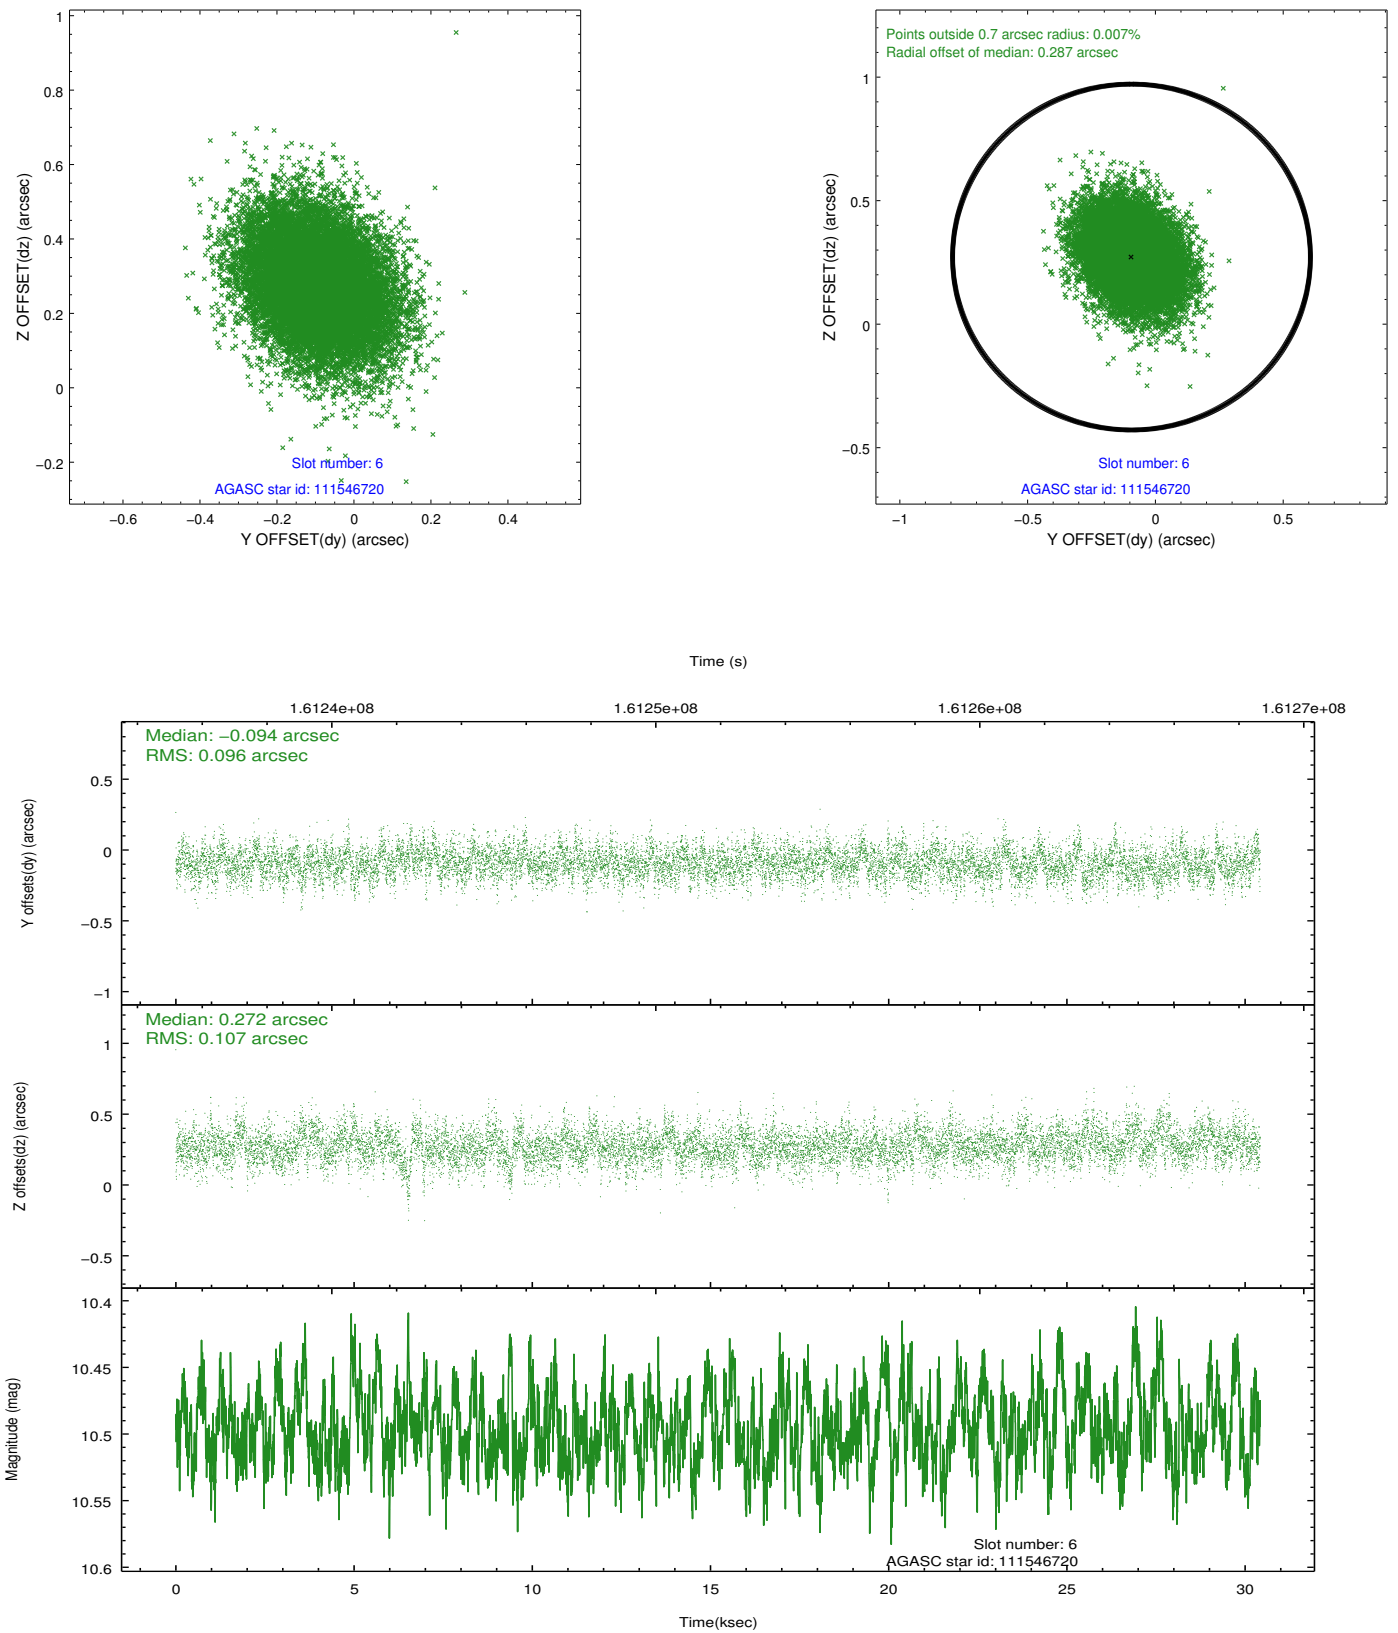 1
0.8
0.6
0.4
0.2
0
−0.2
Z OFFSET(dz) (arcsec)
Slot number: 6
AGASC star id: 111546720
−0.6 −0.4 −0.2 0 0.2 0.4
Y OFFSET(dy) (arcsec)
Points outside 0.7 arcsec radius: 0.007%
Radial offset of median: 0.287 arcsec
1
0.5
0
−0.5
Z OFFSET(dz) (arcsec)
Slot number: 6
AGASC star id: 111546720
−1 −0.5 0 0.5
Y OFFSET(dy) (arcsec)
Time (s)
1.6124e+08 1.6125e+08 1.6126e+08 1.6127e+08
Median: −0.094 arcsec
RMS: 0.096 arcsec
0.5
0
−0.5
−1
Y offsets(dy) (arcsec)
Median: 0.272 arcsec
RMS: 0.107 arcsec
1
0.5
0
−0.5
Z offsets(dz) (arcsec)
10.4
10.45
10.5
10.55
10.6
Magnitude (mag)
Slot number: 6
AGASC star id: 111546720
0 5 10 15 20 25 30
Time(ksec)